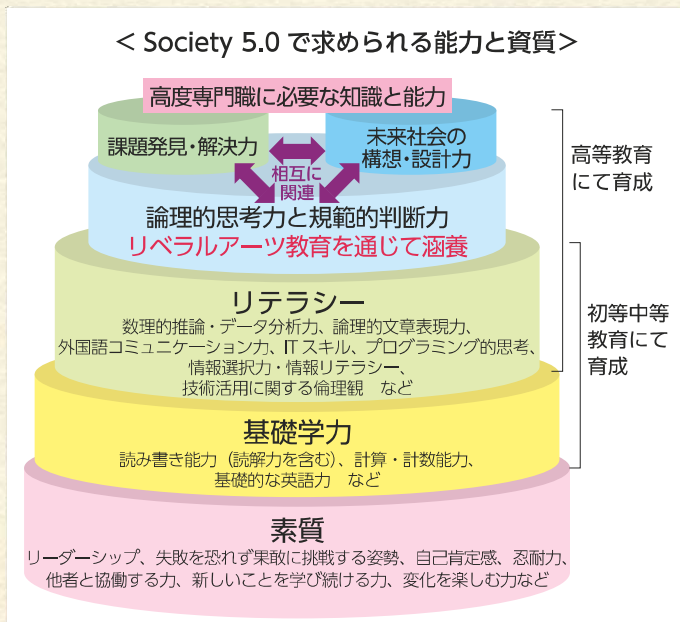 ＜Society 5.0 で求められる能力と資質＞
高度専門職に必要な知識と能力
課題発見・解決力
未来社会の
構想・設計力
相互に
関連
論理的思考力と規範的判断力
リベラルアーツ教育を通じて涵養
高等教育
にて育成
リテラシー
数理的推論・データ分析力、論理的文章表現力、
外国語コミュニケーション力、IT スキル、プログラミング的思考、
情報選択力・情報リテラシー、
技術活用に関する倫理観　など
初等中等
教育にて
育成
基礎学力
読み書き能力（読解力を含む）、計算・計数能力、
基礎的な英語力　など
素質
リーダーシップ、失敗を恐れず果敢に挑戦する姿勢、自己肯定感、忍耐力、
他者と協働する力、新しいことを学び続ける力、変化を楽しむ力など